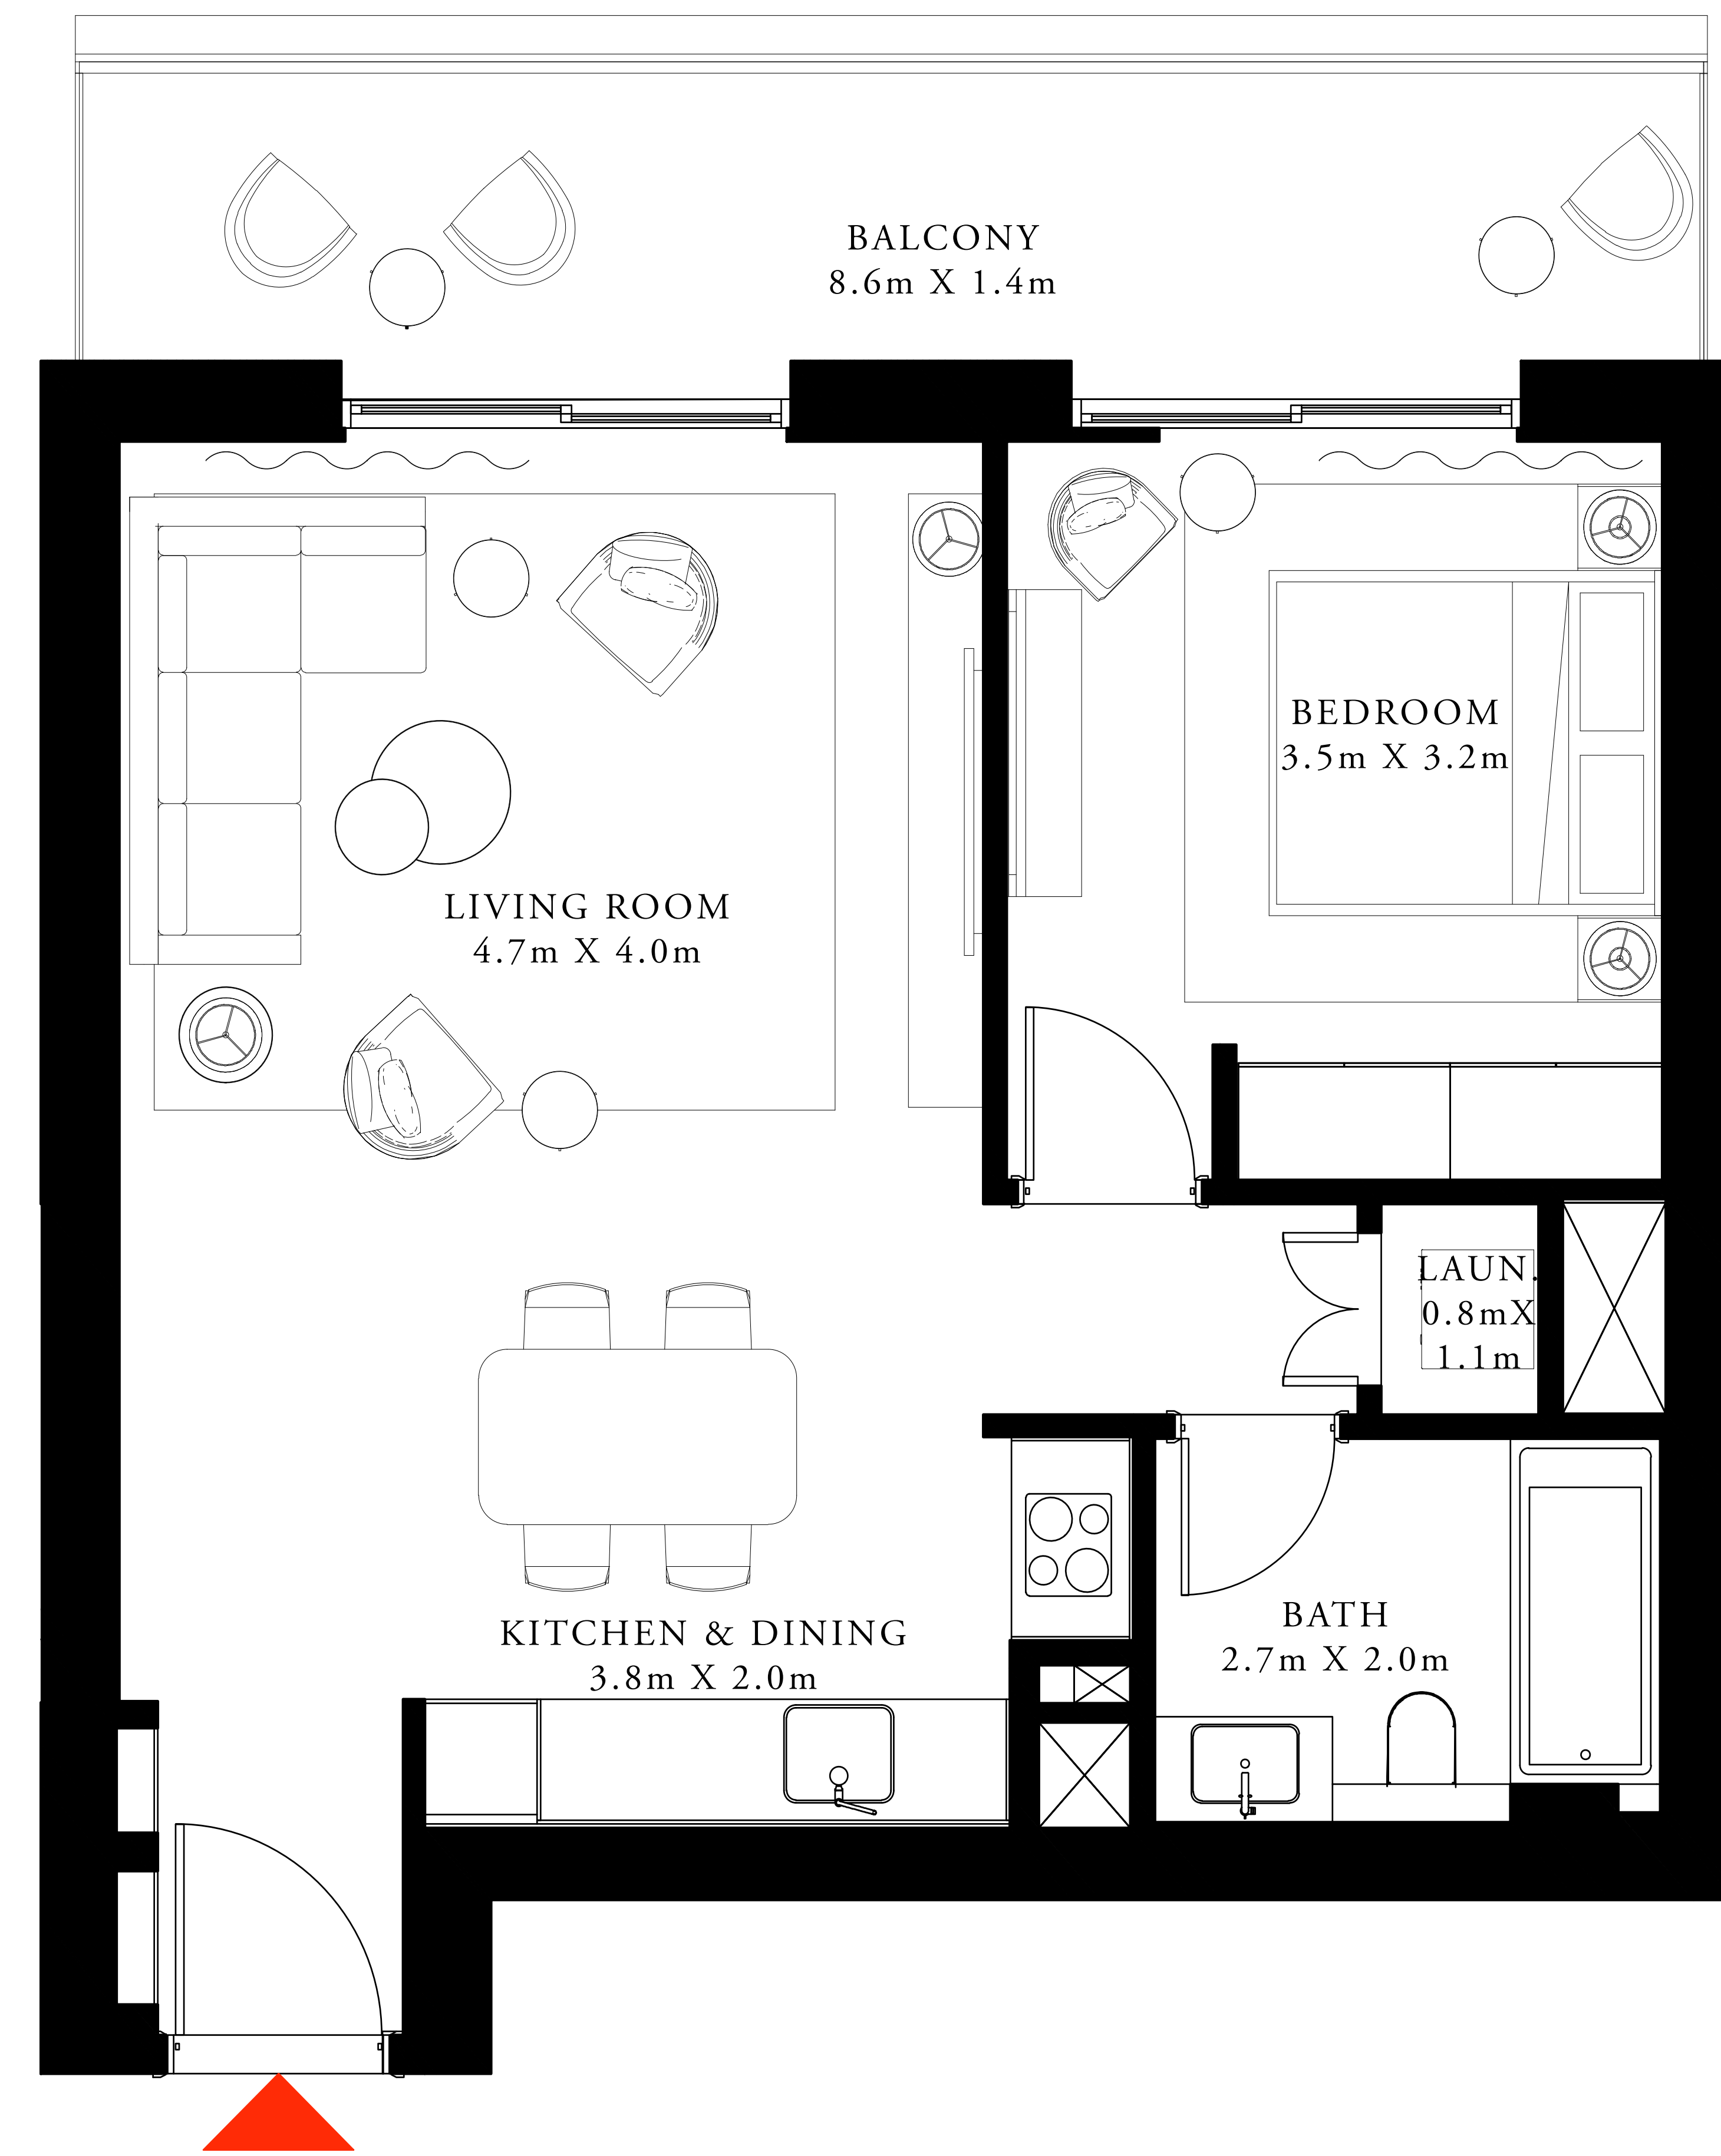 BALCONY
8.6m X 1.4m
BEDROOM
3.5m X 3.2m
LIVING ROOM
4.7m X 4.0m
LAUN.
0.8mX
1.1m
KITCHEN & DINING
3.8m X 2.0m
BATH
2.7m X 2.0m